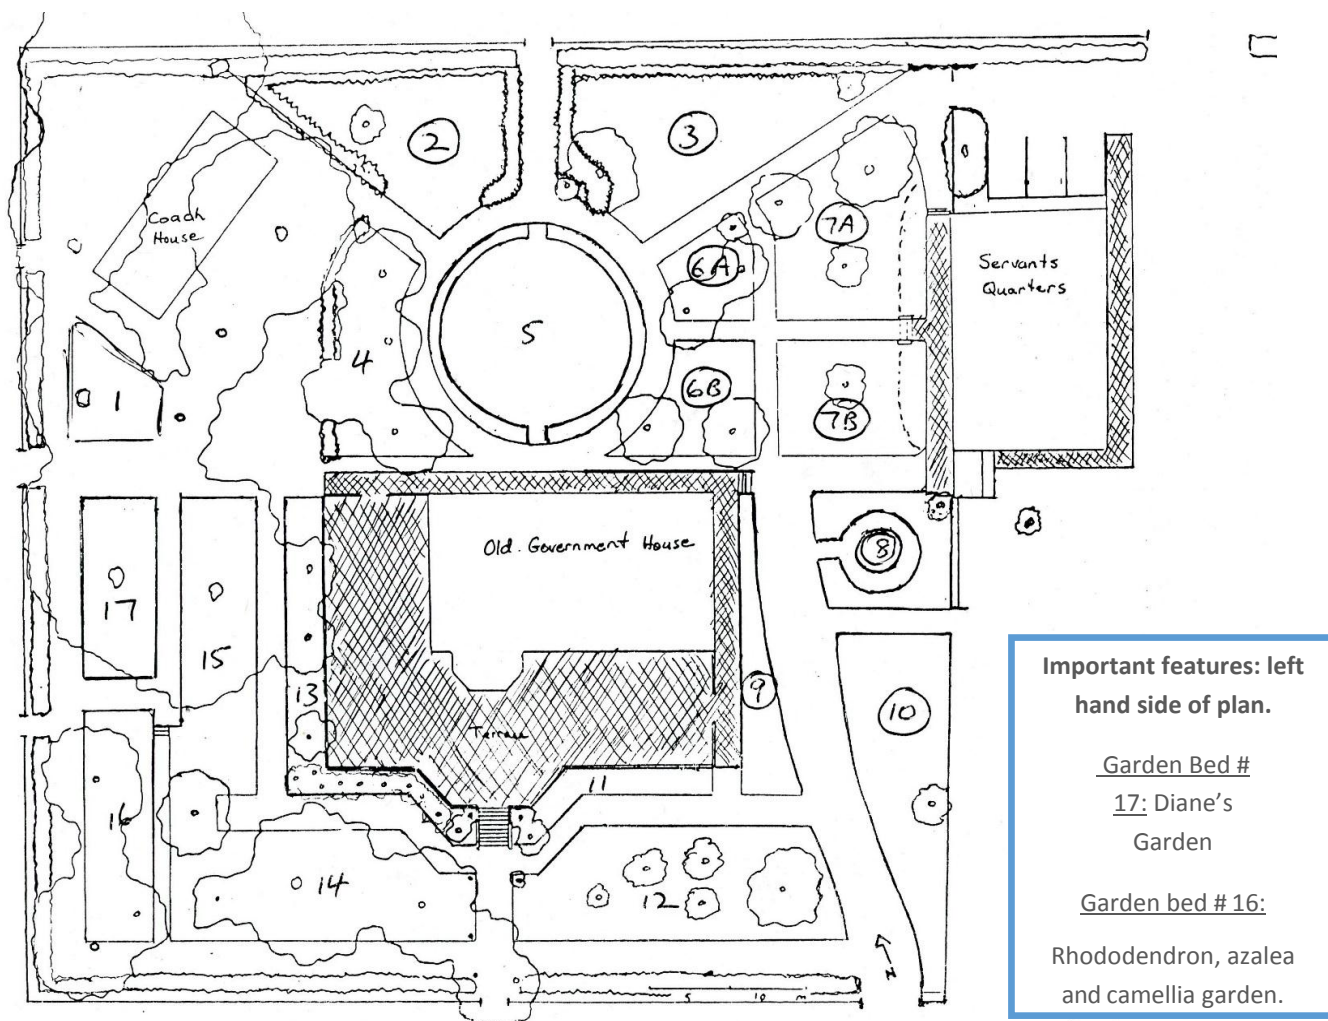 2
3
Coach
House
7A
6A
Servants
Quarters
5
4
1
6B
7B
Old Government House
8
17
15
13
9
10
Terrace
11
16
14
12
N
5 10 m
Important features: left
hand side of plan.
Garden Bed #
17: Diane’s
Garden
Garden bed # 16:
Rhododendron, azalea
and camellia garden.